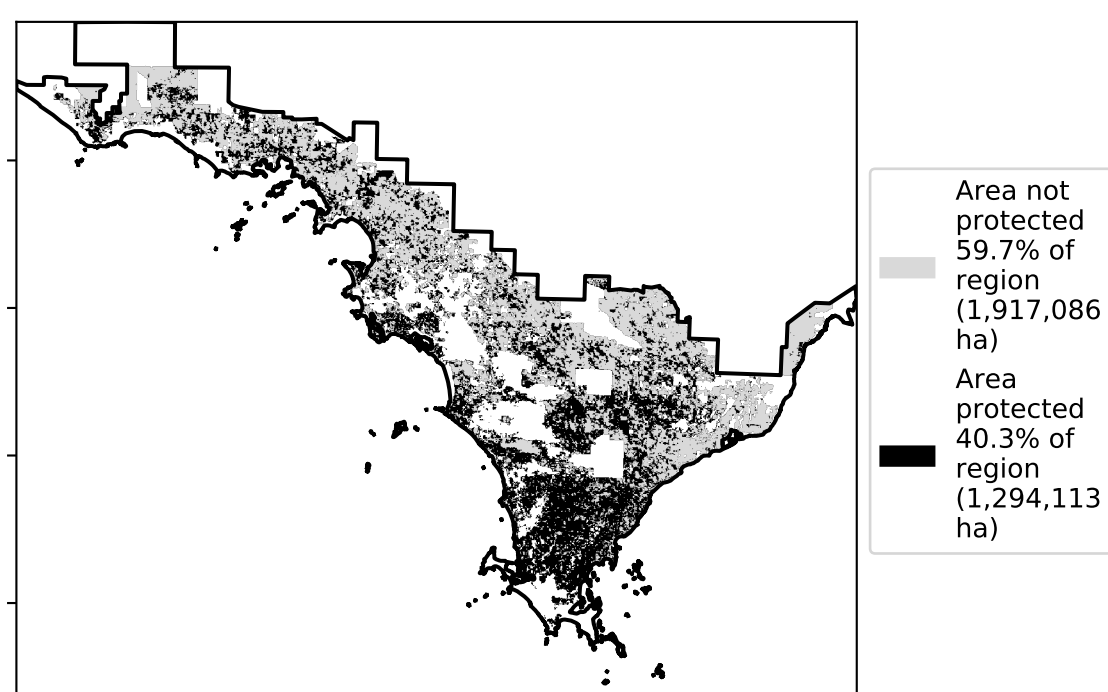 Area not
protected
59.7% of
region
(1,917,086
ha)
Area
protected
40.3% of
region
(1,294,113
ha)